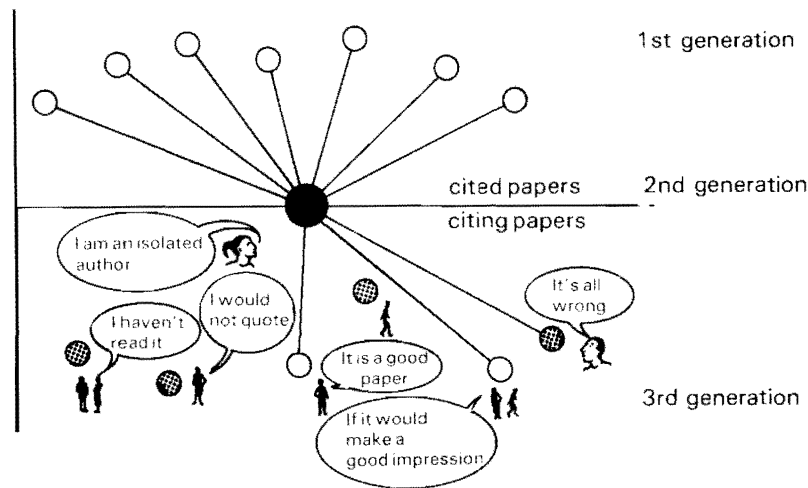 1st generation
cited papers
2nd generation
citing papers
I am an isolated
author
I would
not quote
I haven't
read it
It's all
wrong
It is a good
paper
If it would
make a
good impression
3rd generation